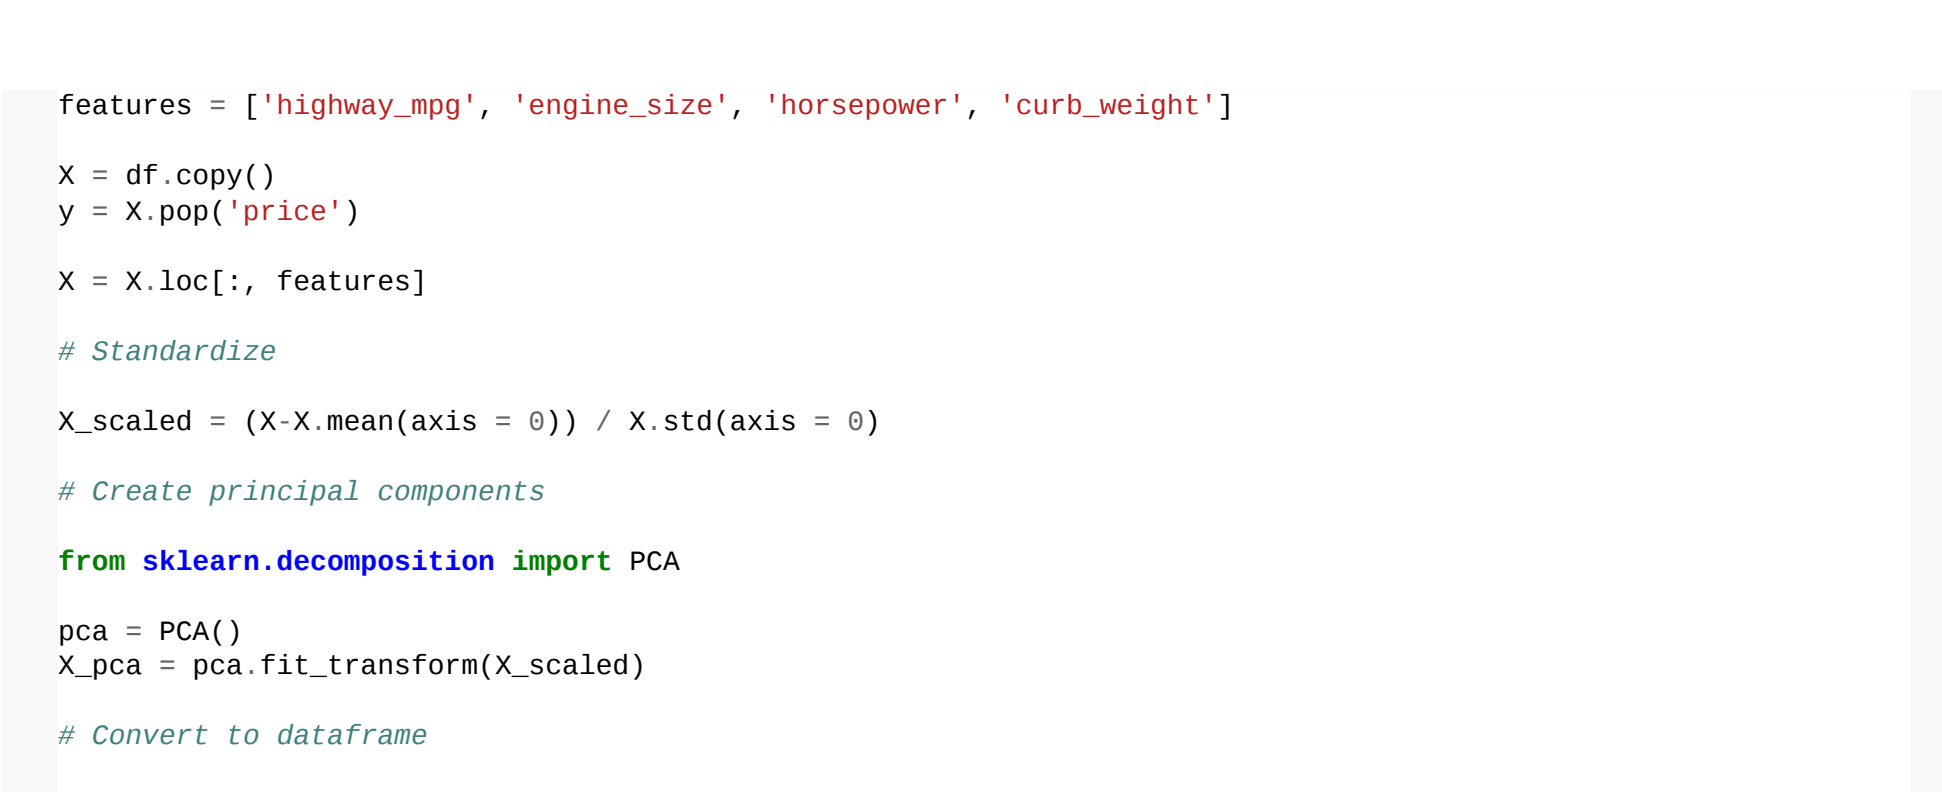 features = ['highway_mpg', 'engine_size', 'horsepower', 'curb_weight']
X = df.copy()
y = X.pop('price')
X = X.loc[:, features]
# Standardize
X_scaled = (X-X.mean(axis = 0)) / X.std(axis = 0)
# Create principal components
from sklearn.decomposition import PCA
pca = PCA()
X_pca = pca.fit_transform(X_scaled)
# Convert to dataframe